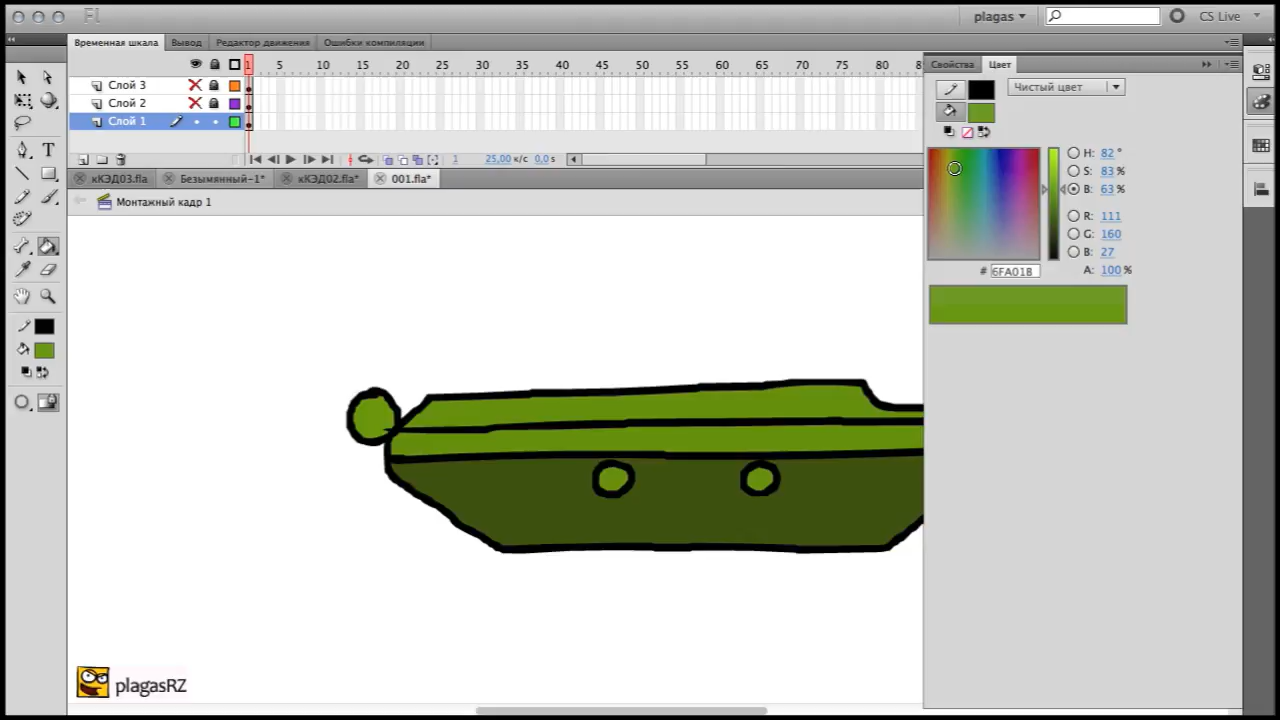 Fl
plagas
CS Live
Временная шкала
Вывод
Редактор движения
Ошибки компиляции
Свойства
Цвет
1 5 10 15 20 25 30 35 40 45 50 55 60 65 70 75 80
Слой 3
Слой 2
Слой 1
Чистый цвет
1 25,00 к/с 0,0 s
кКЭД03.fla
Безымянный-1*
кКЭД02.fla*
001.fla*
Монтажный кадр 1
T
H: 82 °
S: 83 %
B: 63 %
R: 111
G: 160
B: 27
# 6FA01B
A: 100 %
plagasRZ